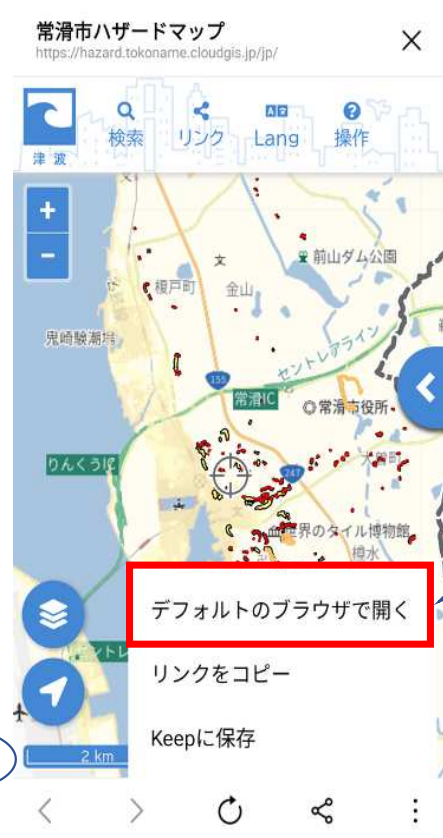 常滑市ハザードマップ
https://hazard.tokoname.cloudgis.jp/jp/
津波
検索
リンク
Lang
操作
+
−
前山ダム公園
榎戸町
金山
鬼崎験潮場
セントレアライン
155
常滑IC
常滑市役所
りんくうIC
247
大曽町
世界のタイル博物館
樽水
デフォルトのブラウザで開く
リンクをコピー
Keepに保存
2 km